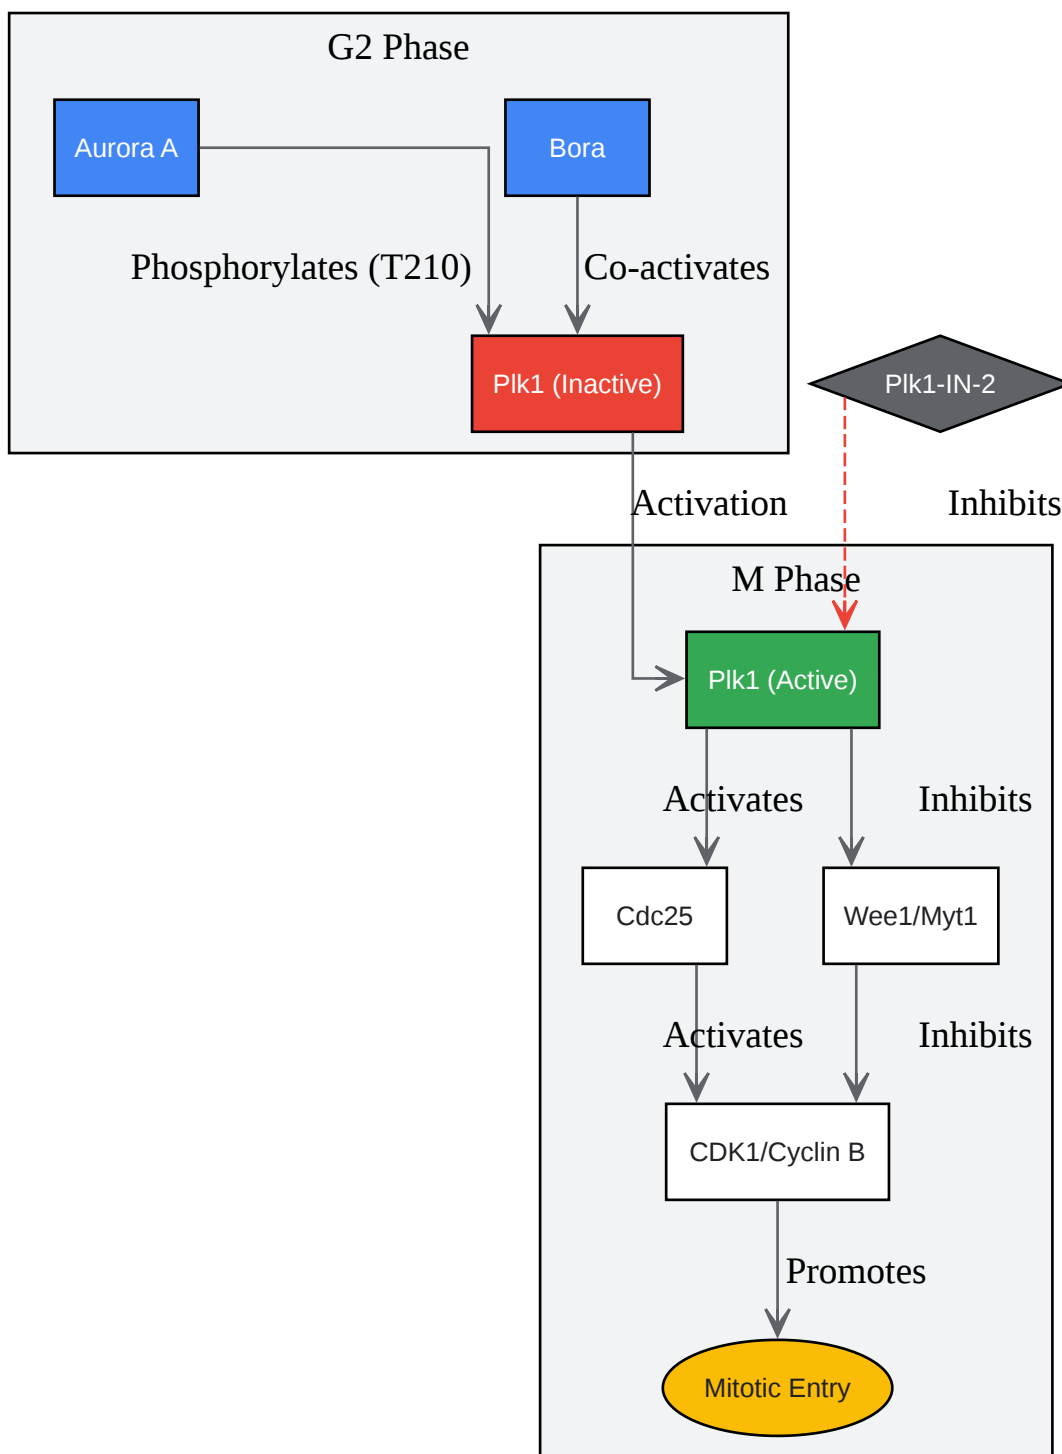 G2 Phase
Aurora A
Bora
Phosphorylates (T210)
Co-activates
Plk1 (Inactive)
Plk1-IN-2
Activation
Inhibits
M Phase
Plk1 (Active)
Activates
Inhibits
Cdc25
Wee1/Myt1
Activates
Inhibits
CDK1/Cyclin B
Promotes
Mitotic Entry